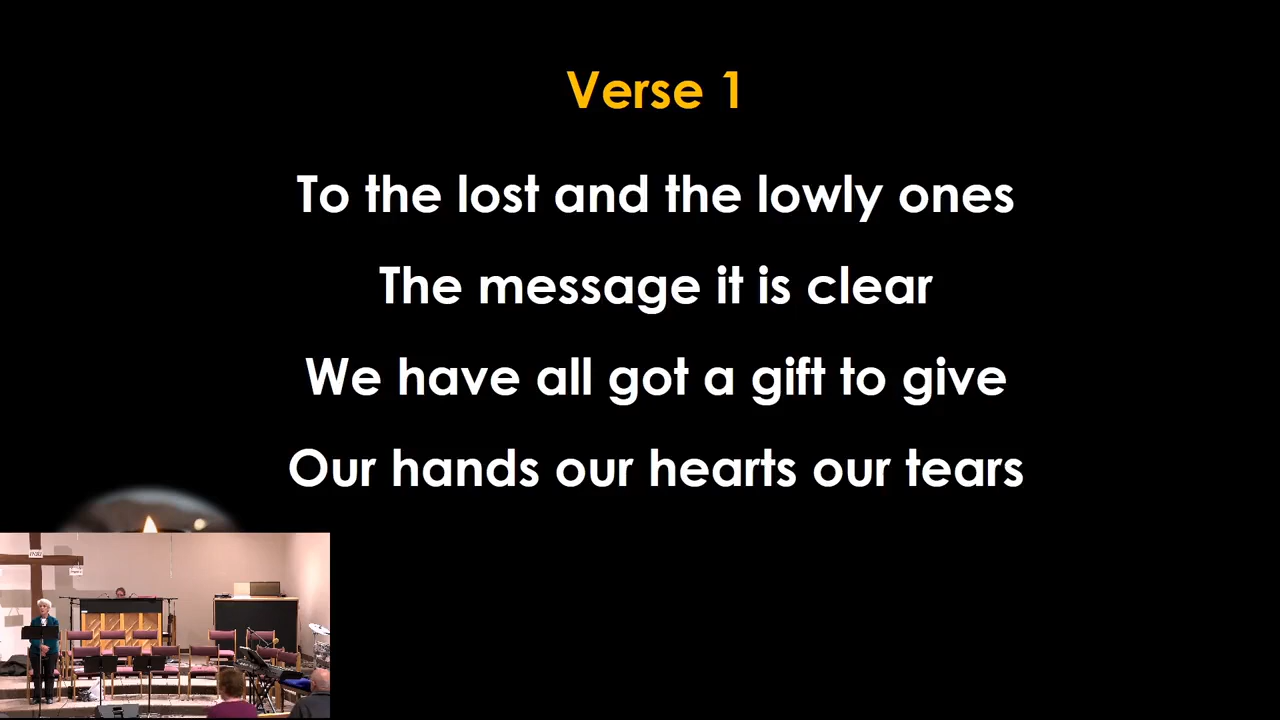 Verse 1
To the lost and the lowly ones
The message it is clear
We have all got a gift to give
Our hands our hearts our tears